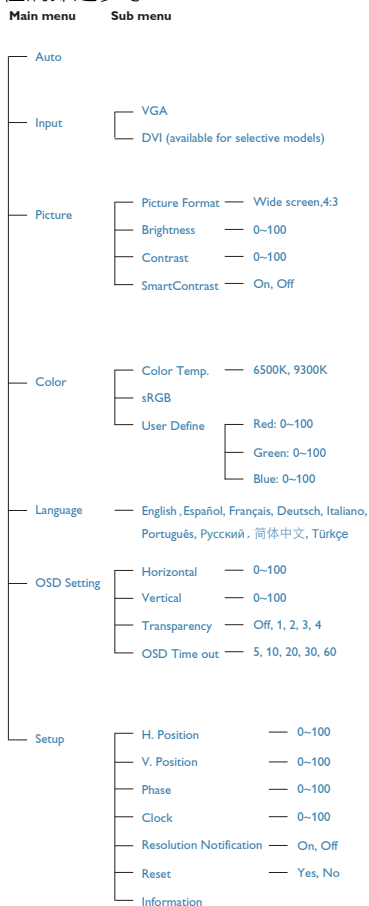 Main menu Sub menu
Auto
Input
VGA
DVI (available for selective models)
Picture
Picture Format Wide screen,4:3
Brightness 0~100
Contrast 0~100
SmartContrast On, Off
Color
Color Temp. 6500K, 9300K
sRGB
User Define Red: 0~100
Green: 0~100
Blue: 0~100
Language English , Español, Français, Deutsch, Italiano,
Português, Русский , 简体中文, Türkçe
OSD Setting
Horizontal 0~100
Vertical 0~100
Transparency Off, 1, 2, 3, 4
OSD Time out 5, 10, 20, 30, 60
Setup
H. Position 0~100
V. Position 0~100
Phase 0~100
Clock 0~100
Resolution Notification On, Off
Reset Yes, No
Information